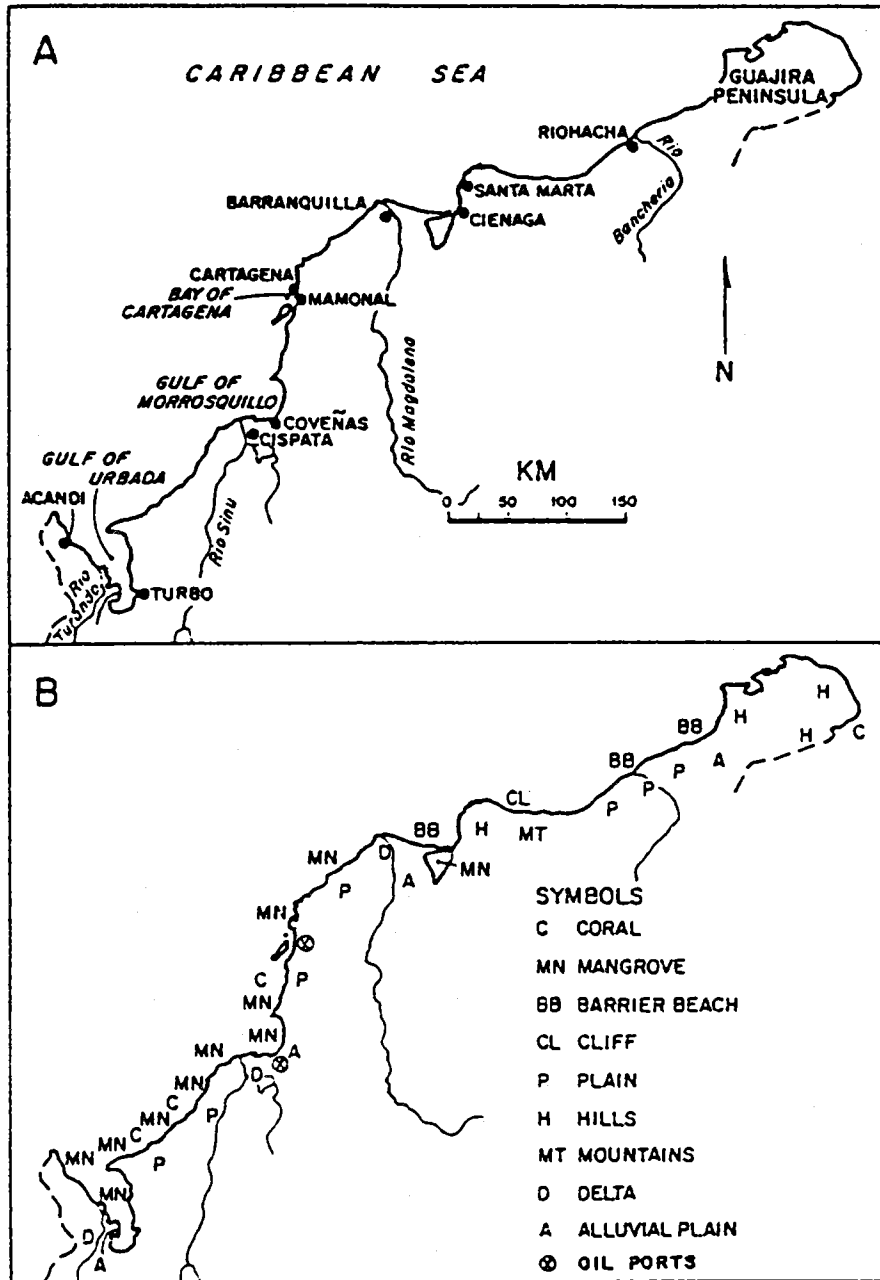 A
CARIBBEAN SEA
GUAJIRA
PENINSULA
RIOHACHA
Rio
Bancheria
SANTA MARTA
BARRANQUILLA
CIENAGA
CARTAGENA
BAY OF
CARTAGENA
MAMONAL
Rio Magdalena
N
GULF OF
MORROSQUILLO
COVEÑAS
CISPATA
KM
0 50 100 150
GULF OF
URBADA
ACANDI
Rio Sinu
Rio
TURBO
B
H
H
BB
H
C
BB
A
P
P
P
CL
BB
H
MT
MN
D
MN
A
P
MN
C
P
MN
MN
MN
A
D
MN
C
P
MN
C
MN
P
MN
MN
D
A
SYMBOLS
C CORAL
MN MANGROVE
BB BARRIER BEACH
CL CLIFF
P PLAIN
H HILLS
MT MOUNTAINS
D DELTA
A ALLUVIAL PLAIN
⊗ OIL PORTS